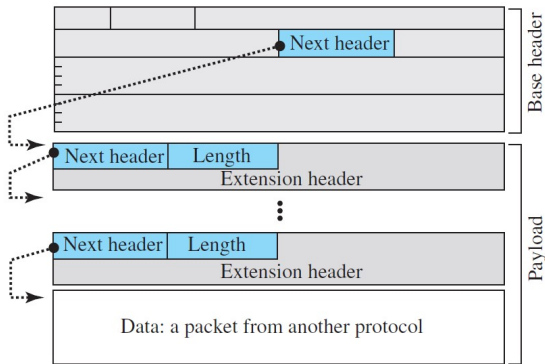 Next header
Base header
Next header Length
Extension header
Next header Length
Extension header
Payload
Data: a packet from another protocol